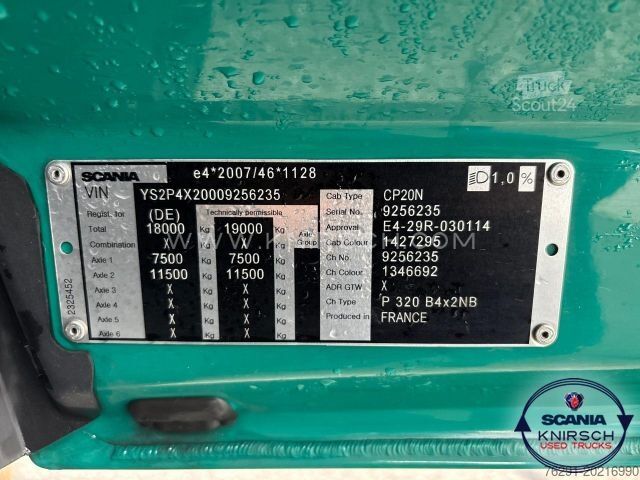 Truck
Scout24
SCANIA e4*2007/46*1128 1,0 %
VIN YS2P4X20009256235 Cab Type CP20N
Regist. for (DE) Technically permissible Serial No. 9256235
Total 18000 Kg 19000 Kg Axle Group Approval E4-29R-030114
Combination X Kg X Kg Cab Colour 1427295
Axle 1 7500 Kg 7500 Kg Ch No. 9256235
Axle 2 11500 Kg 11500 Kg Ch Colour 1346692
Axle 3 X Kg X Kg ADR GTW X
Axle 4 X Kg X Kg Ch Type P 320 B4x2NB
Axle 5 X Kg X Kg Produced in FRANCE
Axle 6 X Kg X Kg
2325452
SCANIA
KNIRSCH
USED TRUCKS